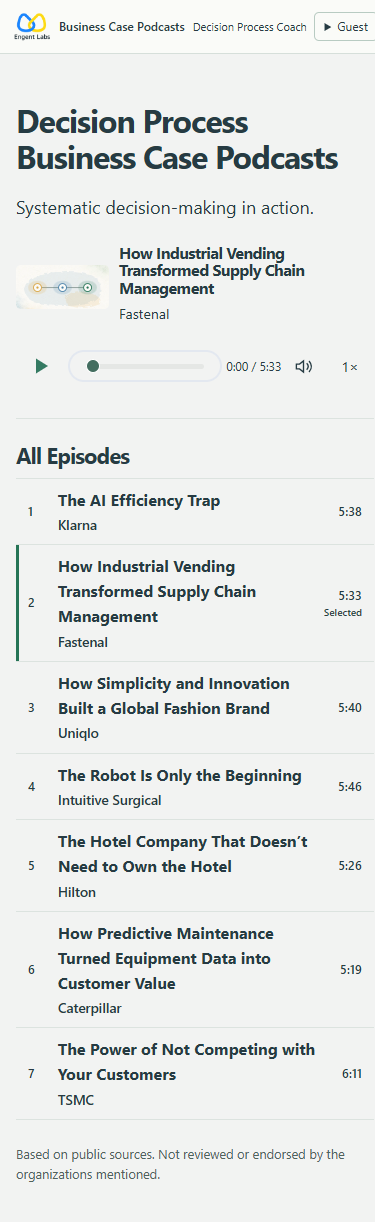 Engent Labs
Business Case Podcasts
Decision Process Coach
Guest
Decision Process
Business Case Podcasts
Systematic decision-making in action.
How Industrial Vending
Transformed Supply Chain
Management
Fastenal
0:00 / 5:33
1×
All Episodes
1
The AI Efficiency Trap
Klarna
5:38
2
How Industrial Vending
Transformed Supply Chain
Management
Fastenal
5:33
Selected
3
How Simplicity and Innovation
Built a Global Fashion Brand
Uniqlo
5:40
4
The Robot Is Only the Beginning
Intuitive Surgical
5:46
5
The Hotel Company That Doesn’t
Need to Own the Hotel
Hilton
5:26
6
How Predictive Maintenance
Turned Equipment Data into
Customer Value
Caterpillar
5:19
7
The Power of Not Competing with
Your Customers
TSMC
6:11
Based on public sources. Not reviewed or endorsed by the
organizations mentioned.